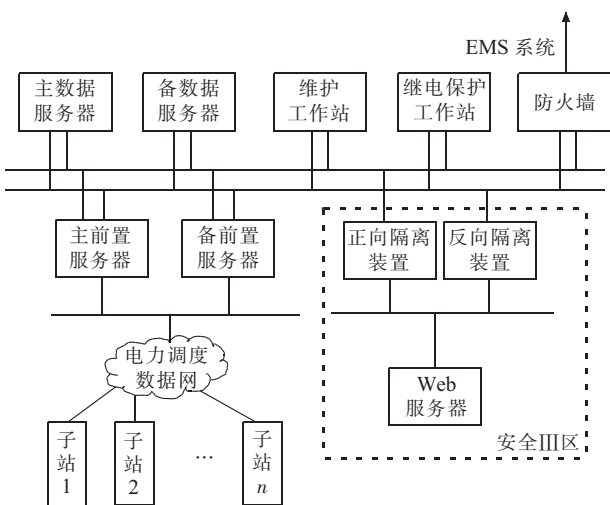 EMS 系统
主数据
服务器
备数据
服务器
维护
工作站
继电保护
工作站
防火墙
主前置
服务器
备前置
服务器
正向隔离
装置
反向隔离
装置
电力调度
数据网
Web
服务器
子
站
1
子
站
2
...
子
站
n
安全III区